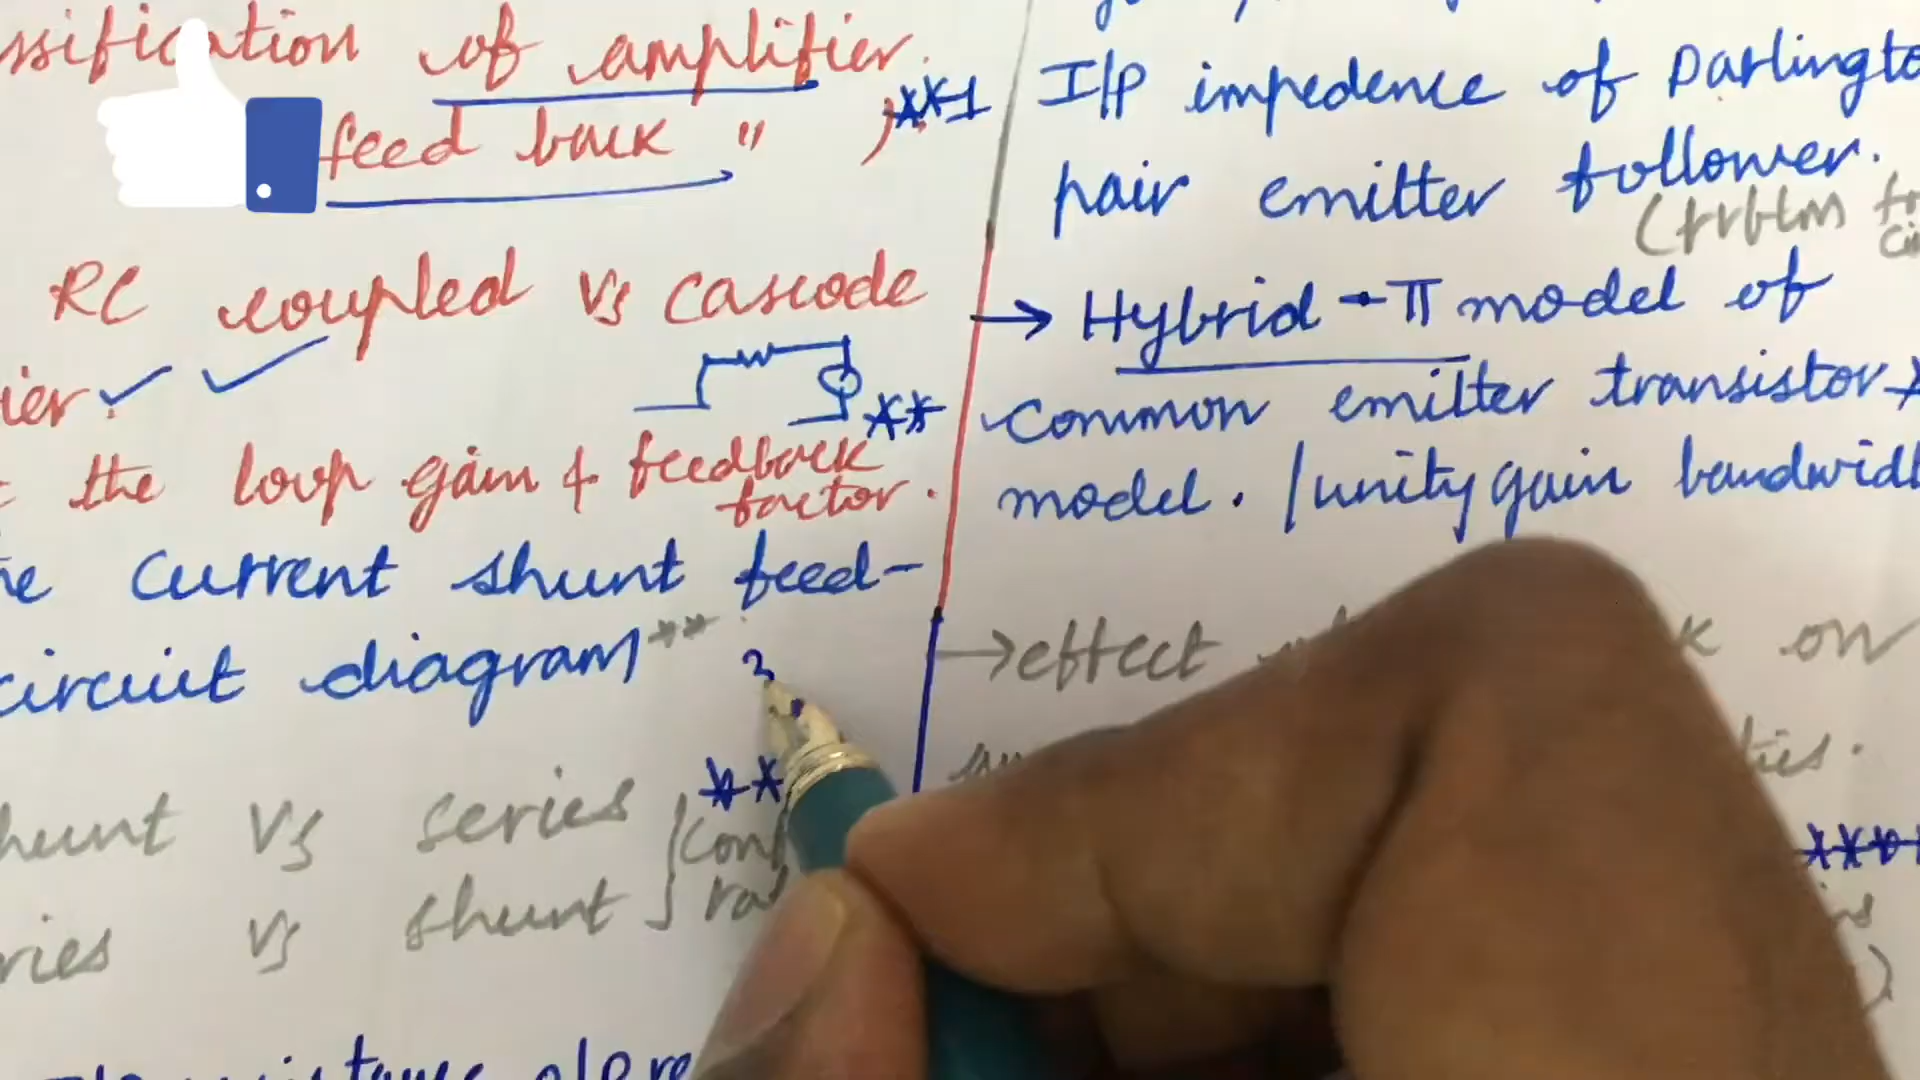 ssification of amplifier.
feed back " ,
RC coupled Vs cascode
ier.
the loop gain & feedback
factor.
he current shunt feed-
circuit diagram **
hunt Vs series
ries Vs shunt
**1 I/P impedence of Darlingto
pair emitter follower.
→ Hybrid - π model of
** common emitter transistor
model. / unity gain bandwidt
→ effect on